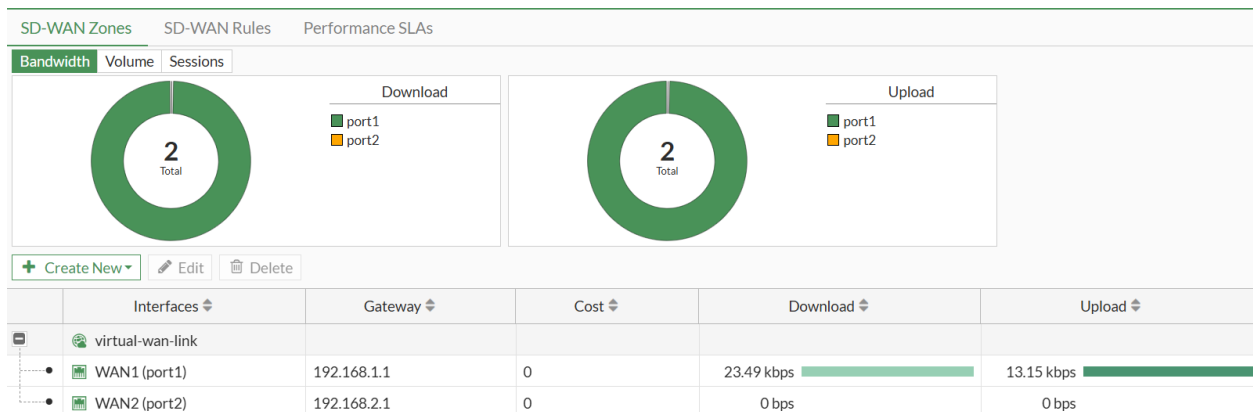 SD-WAN Zones SD-WAN Rules Performance SLAs
Bandwidth Volume Sessions
2
Total
Download
port1
port2
2
Total
Upload
port1
port2
Create New Edit Delete
Interfaces Gateway Cost Download Upload
virtual-wan-link
WAN1 (port1) 192.168.1.1 0 23.49 kbps 13.15 kbps
WAN2 (port2) 192.168.2.1 0 0 bps 0 bps